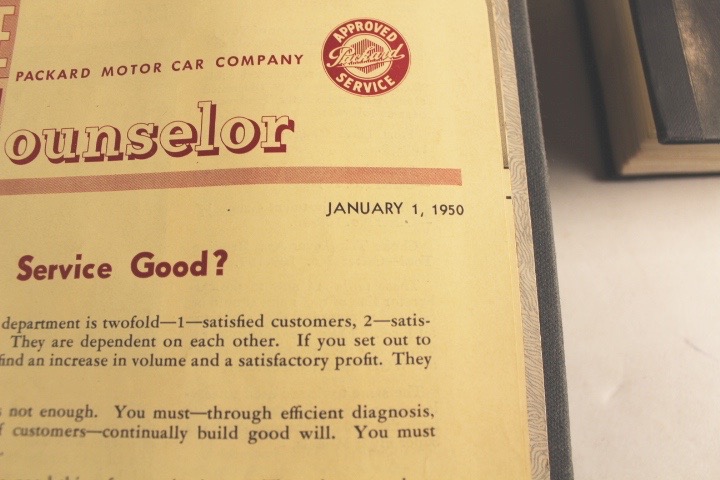 PACKARD MOTOR CAR COMPANY
APPROVED
Packard
SERVICE
ounselor
JANUARY 1, 1950
Service Good?
department is twofold—1—satisfied customers, 2—satis-
They are dependent on each other. If you set out to
find an increase in volume and a satisfactory profit. They
not enough. You must—through efficient diagnosis,
customers—continually build good will. You must